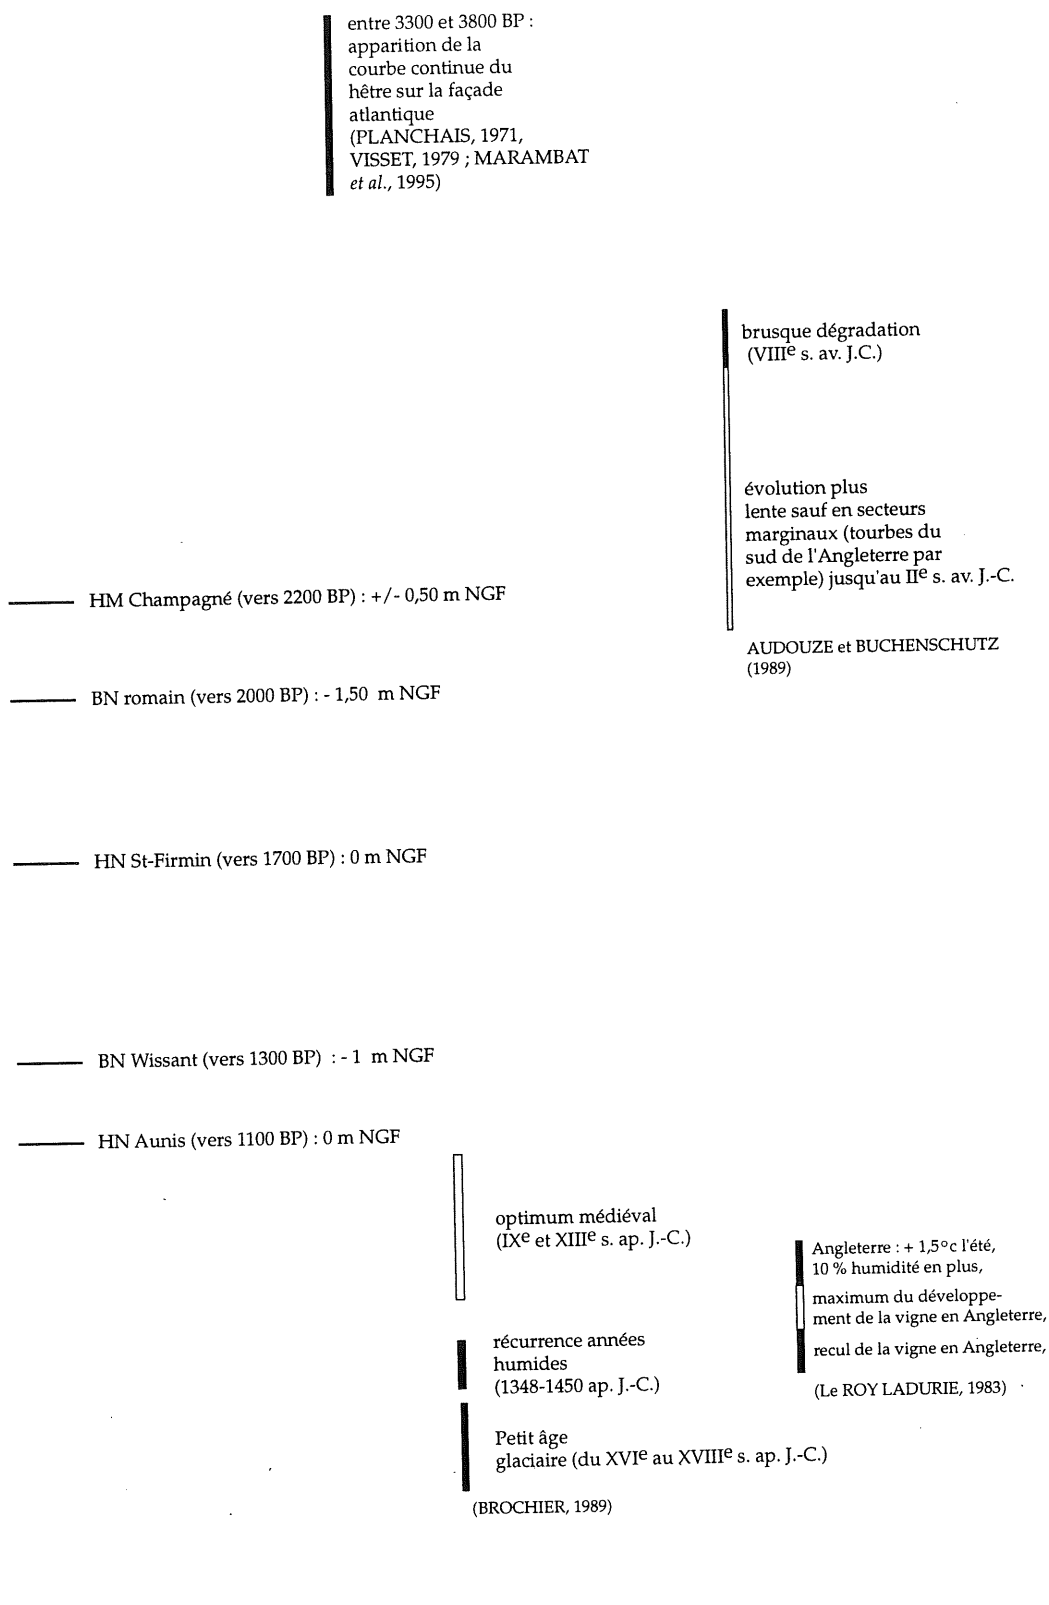 entre 3300 et 3800 BP :
apparition de la
courbe continue du
hêtre sur la façade
atlantique
(PLANCHAIS, 1971,
VISSET, 1979 ; MARAMBAT
et al., 1995)
brusque dégradation
(VIIIe s. av. J.C.)
évolution plus
lente sauf en secteurs
marginaux (tourbes du
sud de l'Angleterre par
exemple) jusqu'au IIe s. av. J.-C.
AUDOUZE et BUCHENSCHUTZ
(1989)
HM Champagné (vers 2200 BP) : +/- 0,50 m NGF
BN romain (vers 2000 BP) : - 1,50 m NGF
HN St-Firmin (vers 1700 BP) : 0 m NGF
BN Wissant (vers 1300 BP) : - 1 m NGF
HN Aunis (vers 1100 BP) : 0 m NGF
optimum médiéval
(IXe et XIIIe s. ap. J.-C.)
récurrence années
humides
(1348-1450 ap. J.-C.)
Petit âge
glaciaire (du XVIe au XVIIIe s. ap. J.-C.)
(BROCHIER, 1989)
Angleterre : + 1,5°c l'été,
10 % humidité en plus,
maximum du développe-
ment de la vigne en Angleterre,
recul de la vigne en Angleterre,
(Le ROY LADURIE, 1983)